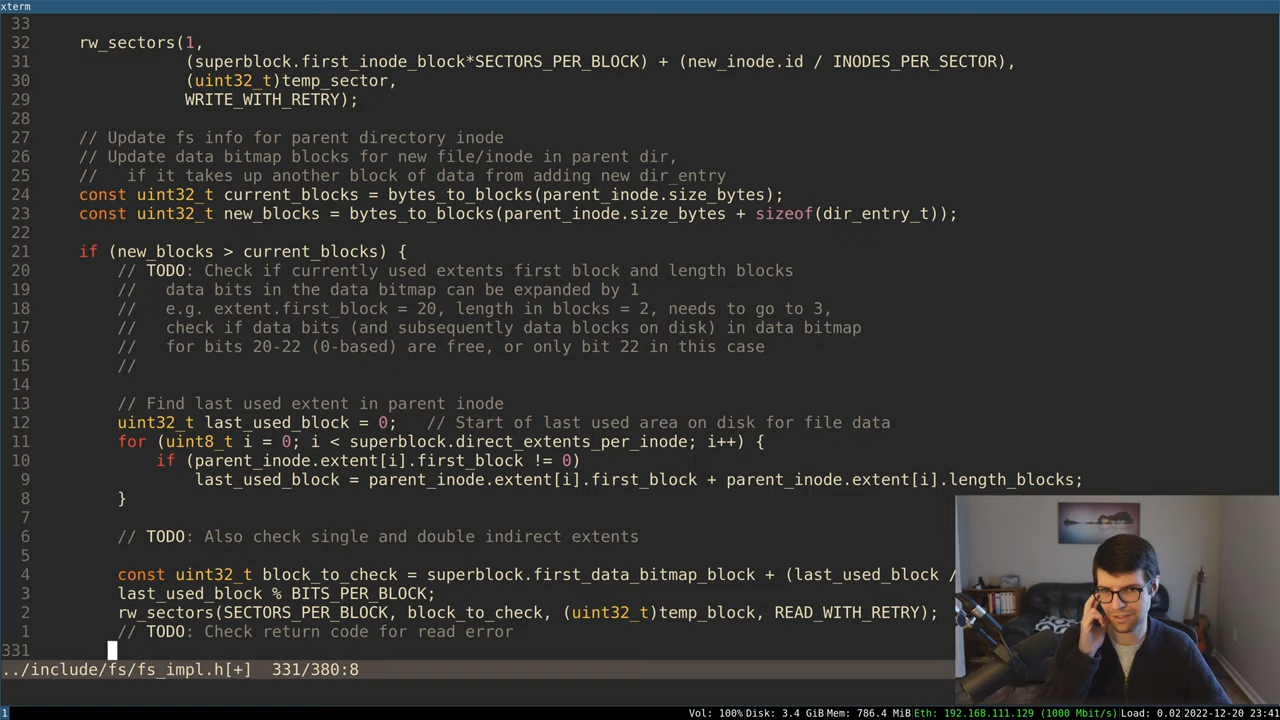 xterm
33
32 rw_sectors(1,
31 (superblock.first_inode_block*SECTORS_PER_BLOCK) + (new_inode.id / INODES_PER_SECTOR),
30 (uint32_t)temp_sector,
29 WRITE_WITH_RETRY);
28
27 // Update fs info for parent directory inode
26 // Update data bitmap blocks for new file/inode in parent dir,
25 //   if it takes up another block of data from adding new dir_entry
24 const uint32_t current_blocks = bytes_to_blocks(parent_inode.size_bytes);
23 const uint32_t new_blocks = bytes_to_blocks(parent_inode.size_bytes + sizeof(dir_entry_t));
22
21 if (new_blocks > current_blocks) {
20 // TODO: Check if currently used extents first block and length blocks
19 //   data bits in the data bitmap can be expanded by 1
18 //   e.g. extent.first_block = 20, length in blocks = 2, needs to go to 3,
17 //   check if data bits (and subsequently data blocks on disk) in data bitmap
16 //   for bits 20-22 (0-based) are free, or only bit 22 in this case
15 //
14
13 // Find last used extent in parent inode
12 uint32_t last_used_block = 0;   // Start of last used area on disk for file data
11 for (uint8_t i = 0; i < superblock.direct_extents_per_inode; i++) {
10 if (parent_inode.extent[i].first_block != 0)
9 last_used_block = parent_inode.extent[i].first_block + parent_inode.extent[i].length_blocks;
8 }
7
6 // TODO: Also check single and double indirect extents
5
4 const uint32_t block_to_check = superblock.first_data_bitmap_block + (last_used_block /
3 last_used_block % BITS_PER_BLOCK;
2 rw_sectors(SECTORS_PER_BLOCK, block_to_check, (uint32_t)temp_block, READ_WITH_RETRY);
1 // TODO: Check return code for read error
331
../include/fs/fs_impl.h[+]  331/380:8
1 Vol: 100% Disk: 3.4 GiB Mem: 786.4 MiB Eth: 192.168.111.129 (1000 Mbit/s) Load: 0.02 2022-12-20 23:41